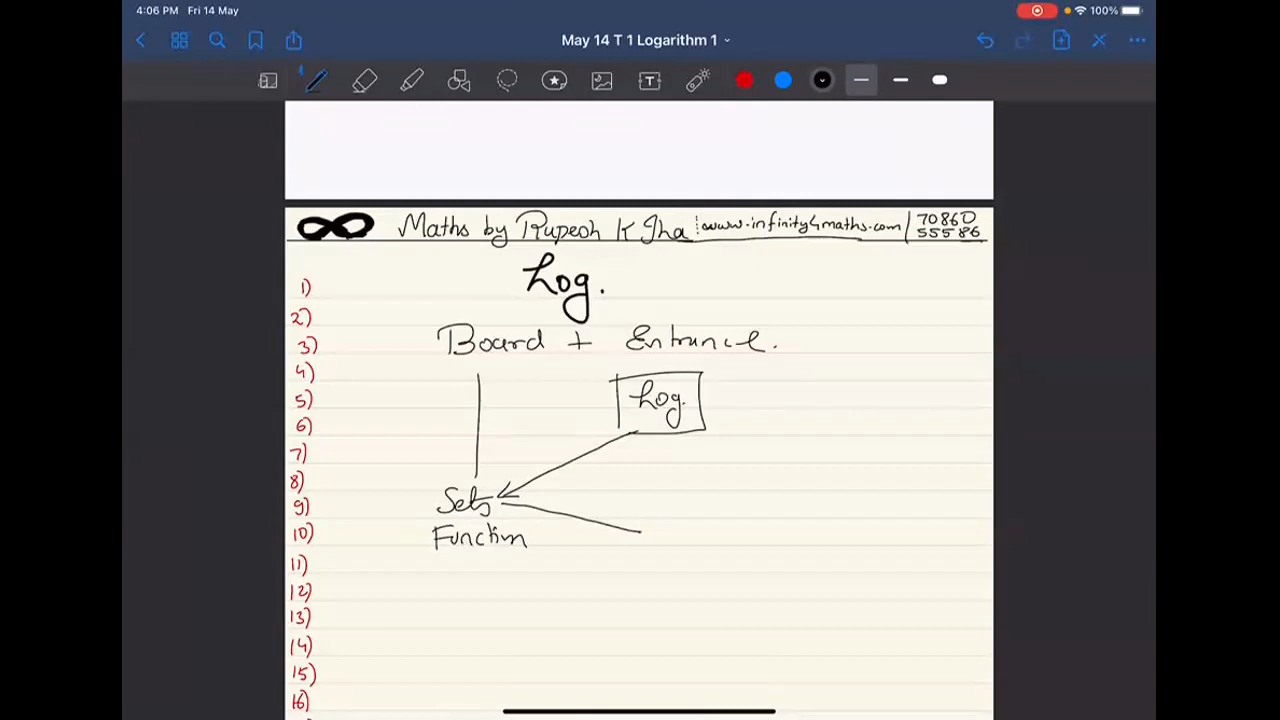 4:06 PM Fri 14 May 100%
May 14 T 1 Logarithm 1
T
∞ Maths by Rupesh K Jha www.infinity4maths.com 70860
55586
Log.
1)
2)
Board + Entrance.
3)
4)
Log.
5)
6)
7)
8)
Sets
9)
Function
10)
11)
12)
13)
14)
15)
16)